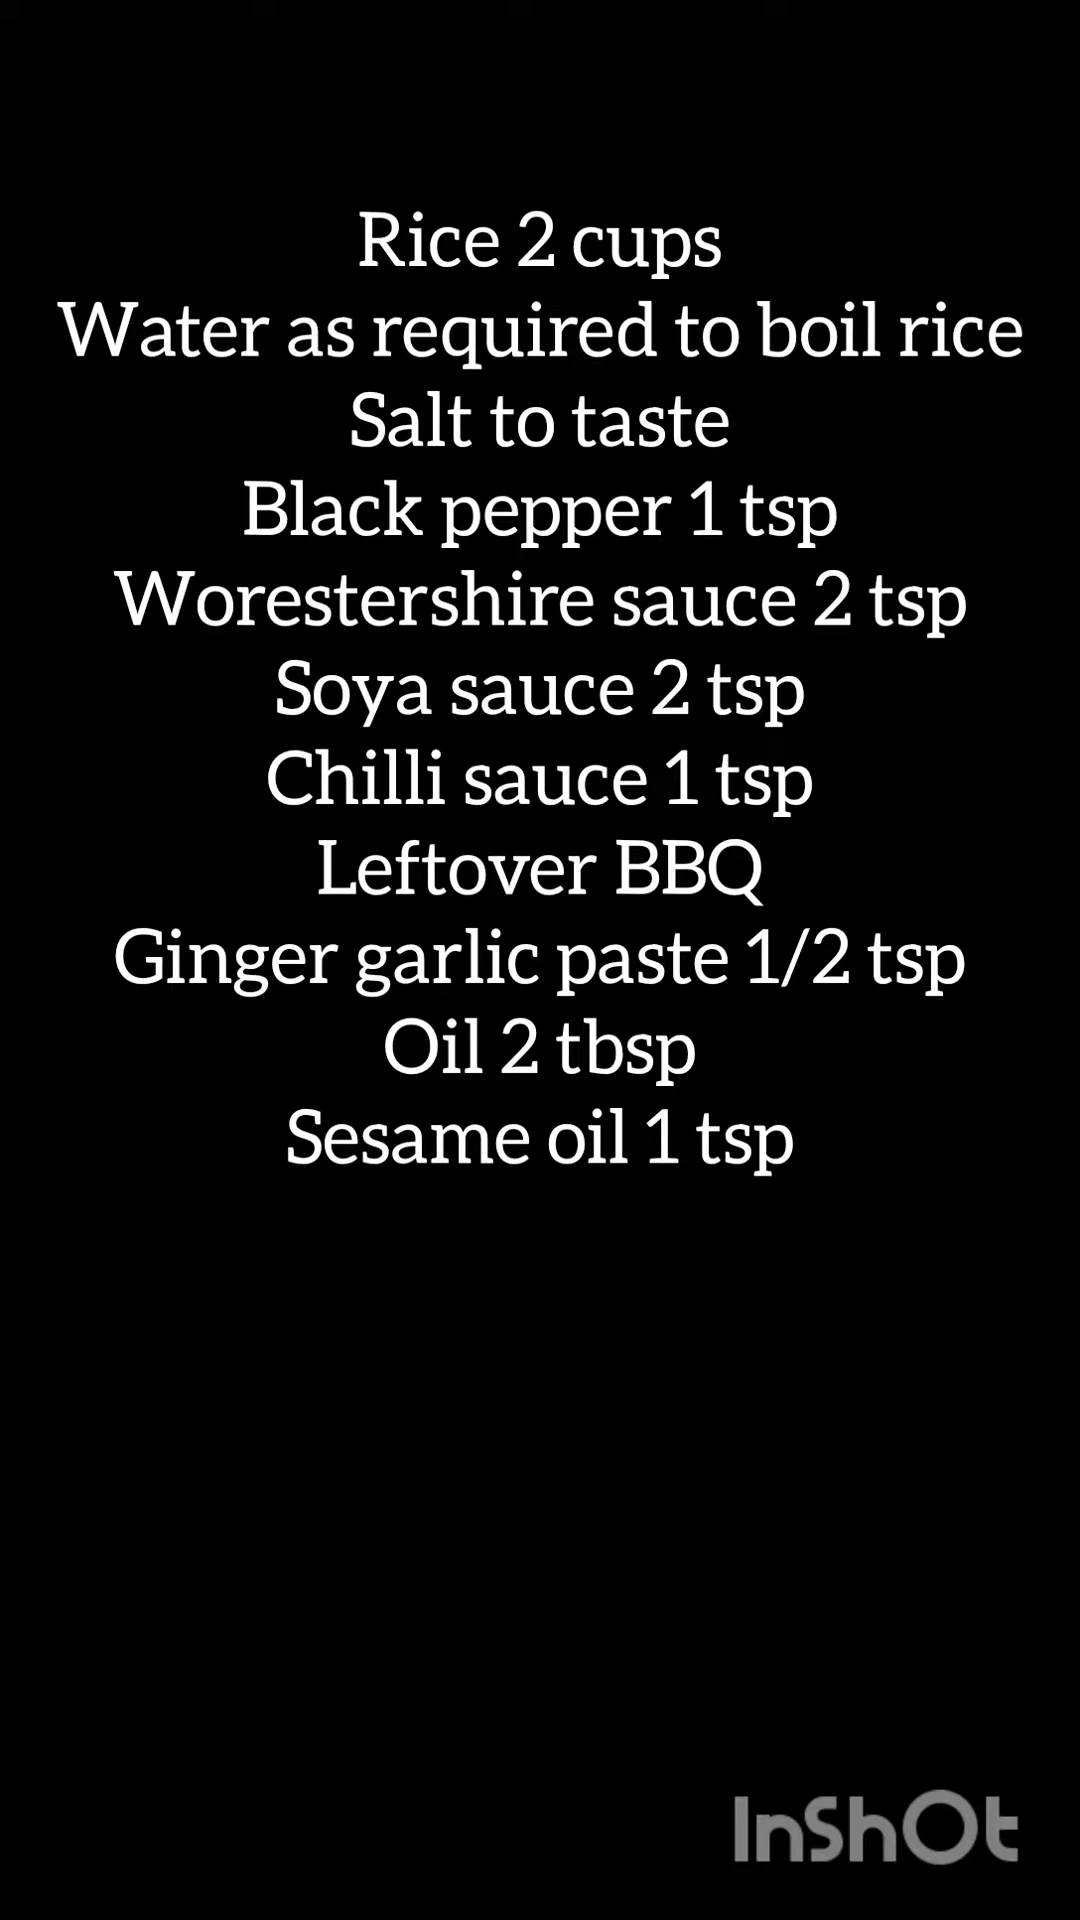 Rice 2 cups
Water as required to boil rice
Salt to taste
Black pepper 1 tsp
Worestershire sauce 2 tsp
Soya sauce 2 tsp
Chilli sauce 1 tsp
Leftover BBQ
Ginger garlic paste 1/2 tsp
Oil 2 tbsp
Sesame oil 1 tsp
InShOt